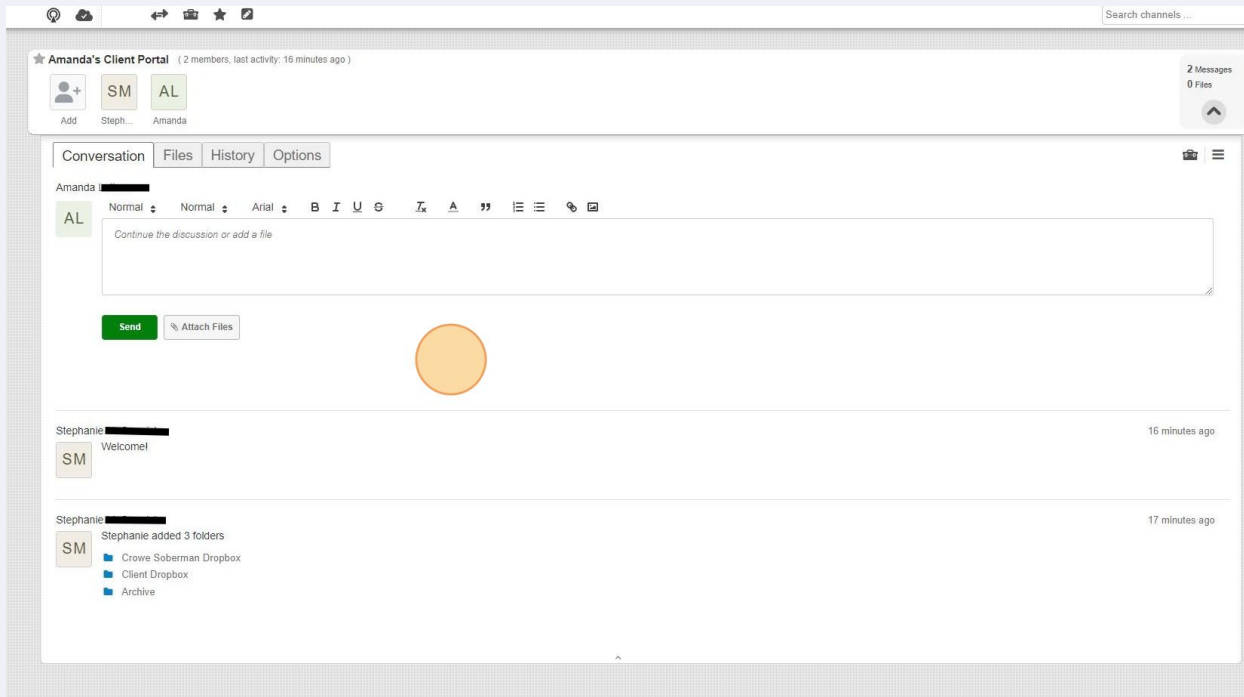 Search channels ...
Amanda's Client Portal ( 2 members, last activity: 16 minutes ago )
2 Messages
0 Files
SM AL
Add Steph... Amanda
Conversation Files History Options
Amanda
AL
Normal Normal Arial B I U S Tx A
Continue the discussion or add a file
Send Attach Files
Stephanie 16 minutes ago
SM
Welcome!
Stephanie 17 minutes ago
SM
Stephanie added 3 folders
Crowe Soberman Dropbox
Client Dropbox
Archive